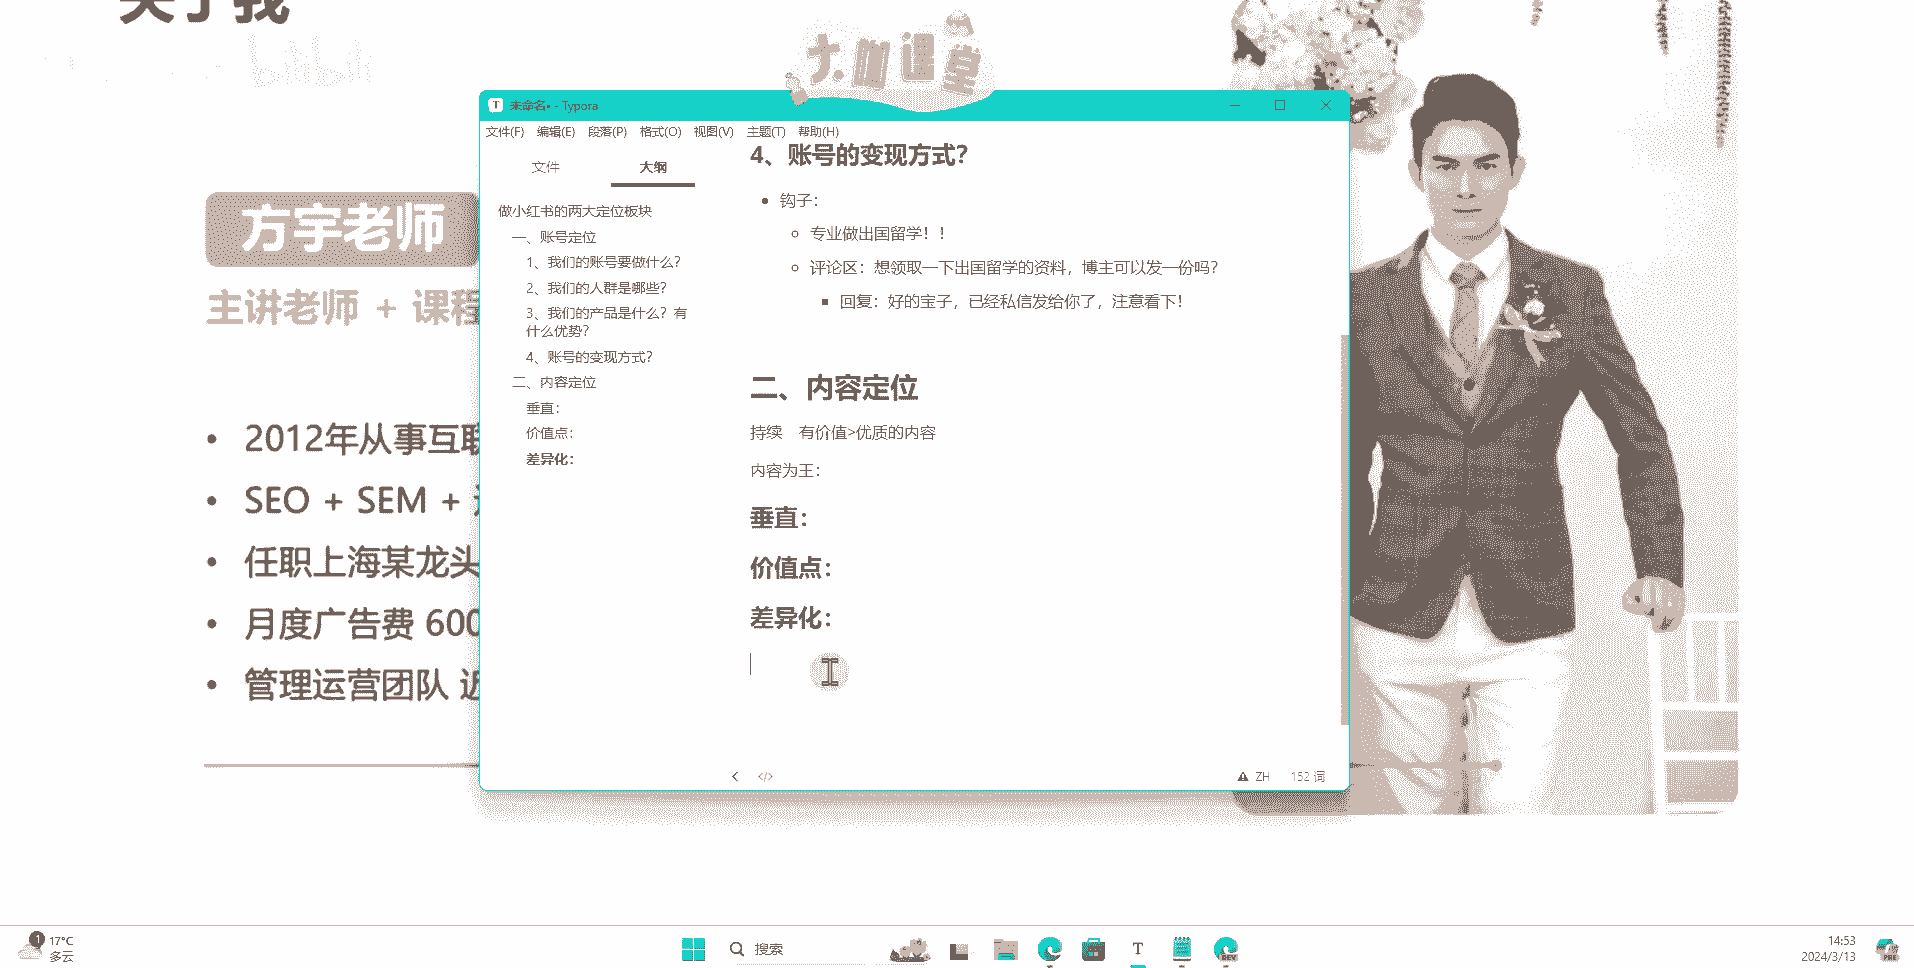 关于我
bilibili
大咖课堂
方宇老师
主讲老师 + 课程
2012年从事互联
SEO + SEM +
任职上海某龙头
月度广告费 600
管理运营团队 近
未命名• - Typora
文件(F) 编辑(E) 段落(P) 格式(O) 视图(V) 主题(T) 帮助(H)
文件 大纲
做小红书的两大定位板块
一、账号定位
1、我们的账号要做什么？
2、我们的人群是哪些？
3、我们的产品是什么？有
什么优势？
4、账号的变现方式？
二、内容定位
垂直：
价值点：
差异化：
4、账号的变现方式？
钩子：
专业做出国留学！！
评论区：想领取一下出国留学的资料，博主可以发一份吗？
回复：好的宝子，已经私信发给你了，注意看下！
二、内容定位
持续 有价值>优质的内容
内容为王：
垂直：
价值点：
差异化：
ZH 152 词
1
17°C
多云
搜索
DEV
14:53
2024/3/13
PRE